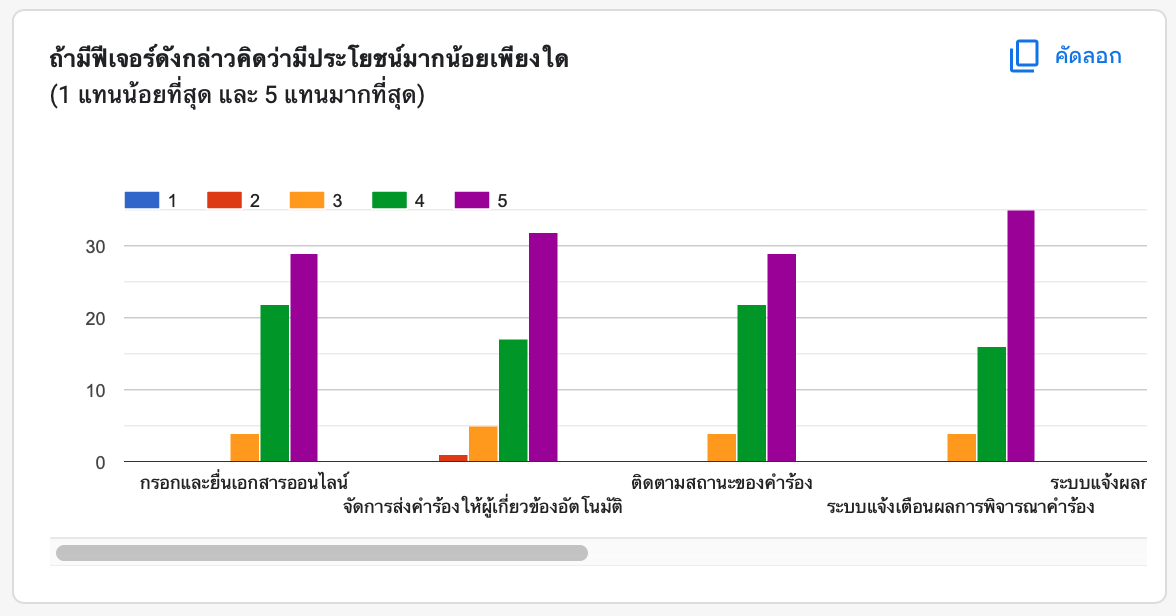 ถ้ามีฟีเจอร์ดังกล่าวคิดว่ามีประโยชน์มากน้อยเพียงใด
คัดลอก
(1 แทนน้อยที่สุด และ 5 แทนมากที่สุด)
1 2 3 4 5
30
20
10
0
กรอกและยื่นเอกสารออนไลน์
จัดการส่งคำร้องให้ผู้เกี่ยวข้องอัตโนมัติ
ติดตามสถานะของคำร้อง
ระบบแจ้งเตือนผลการพิจารณาคำร้อง
ระบบแจ้งผลก